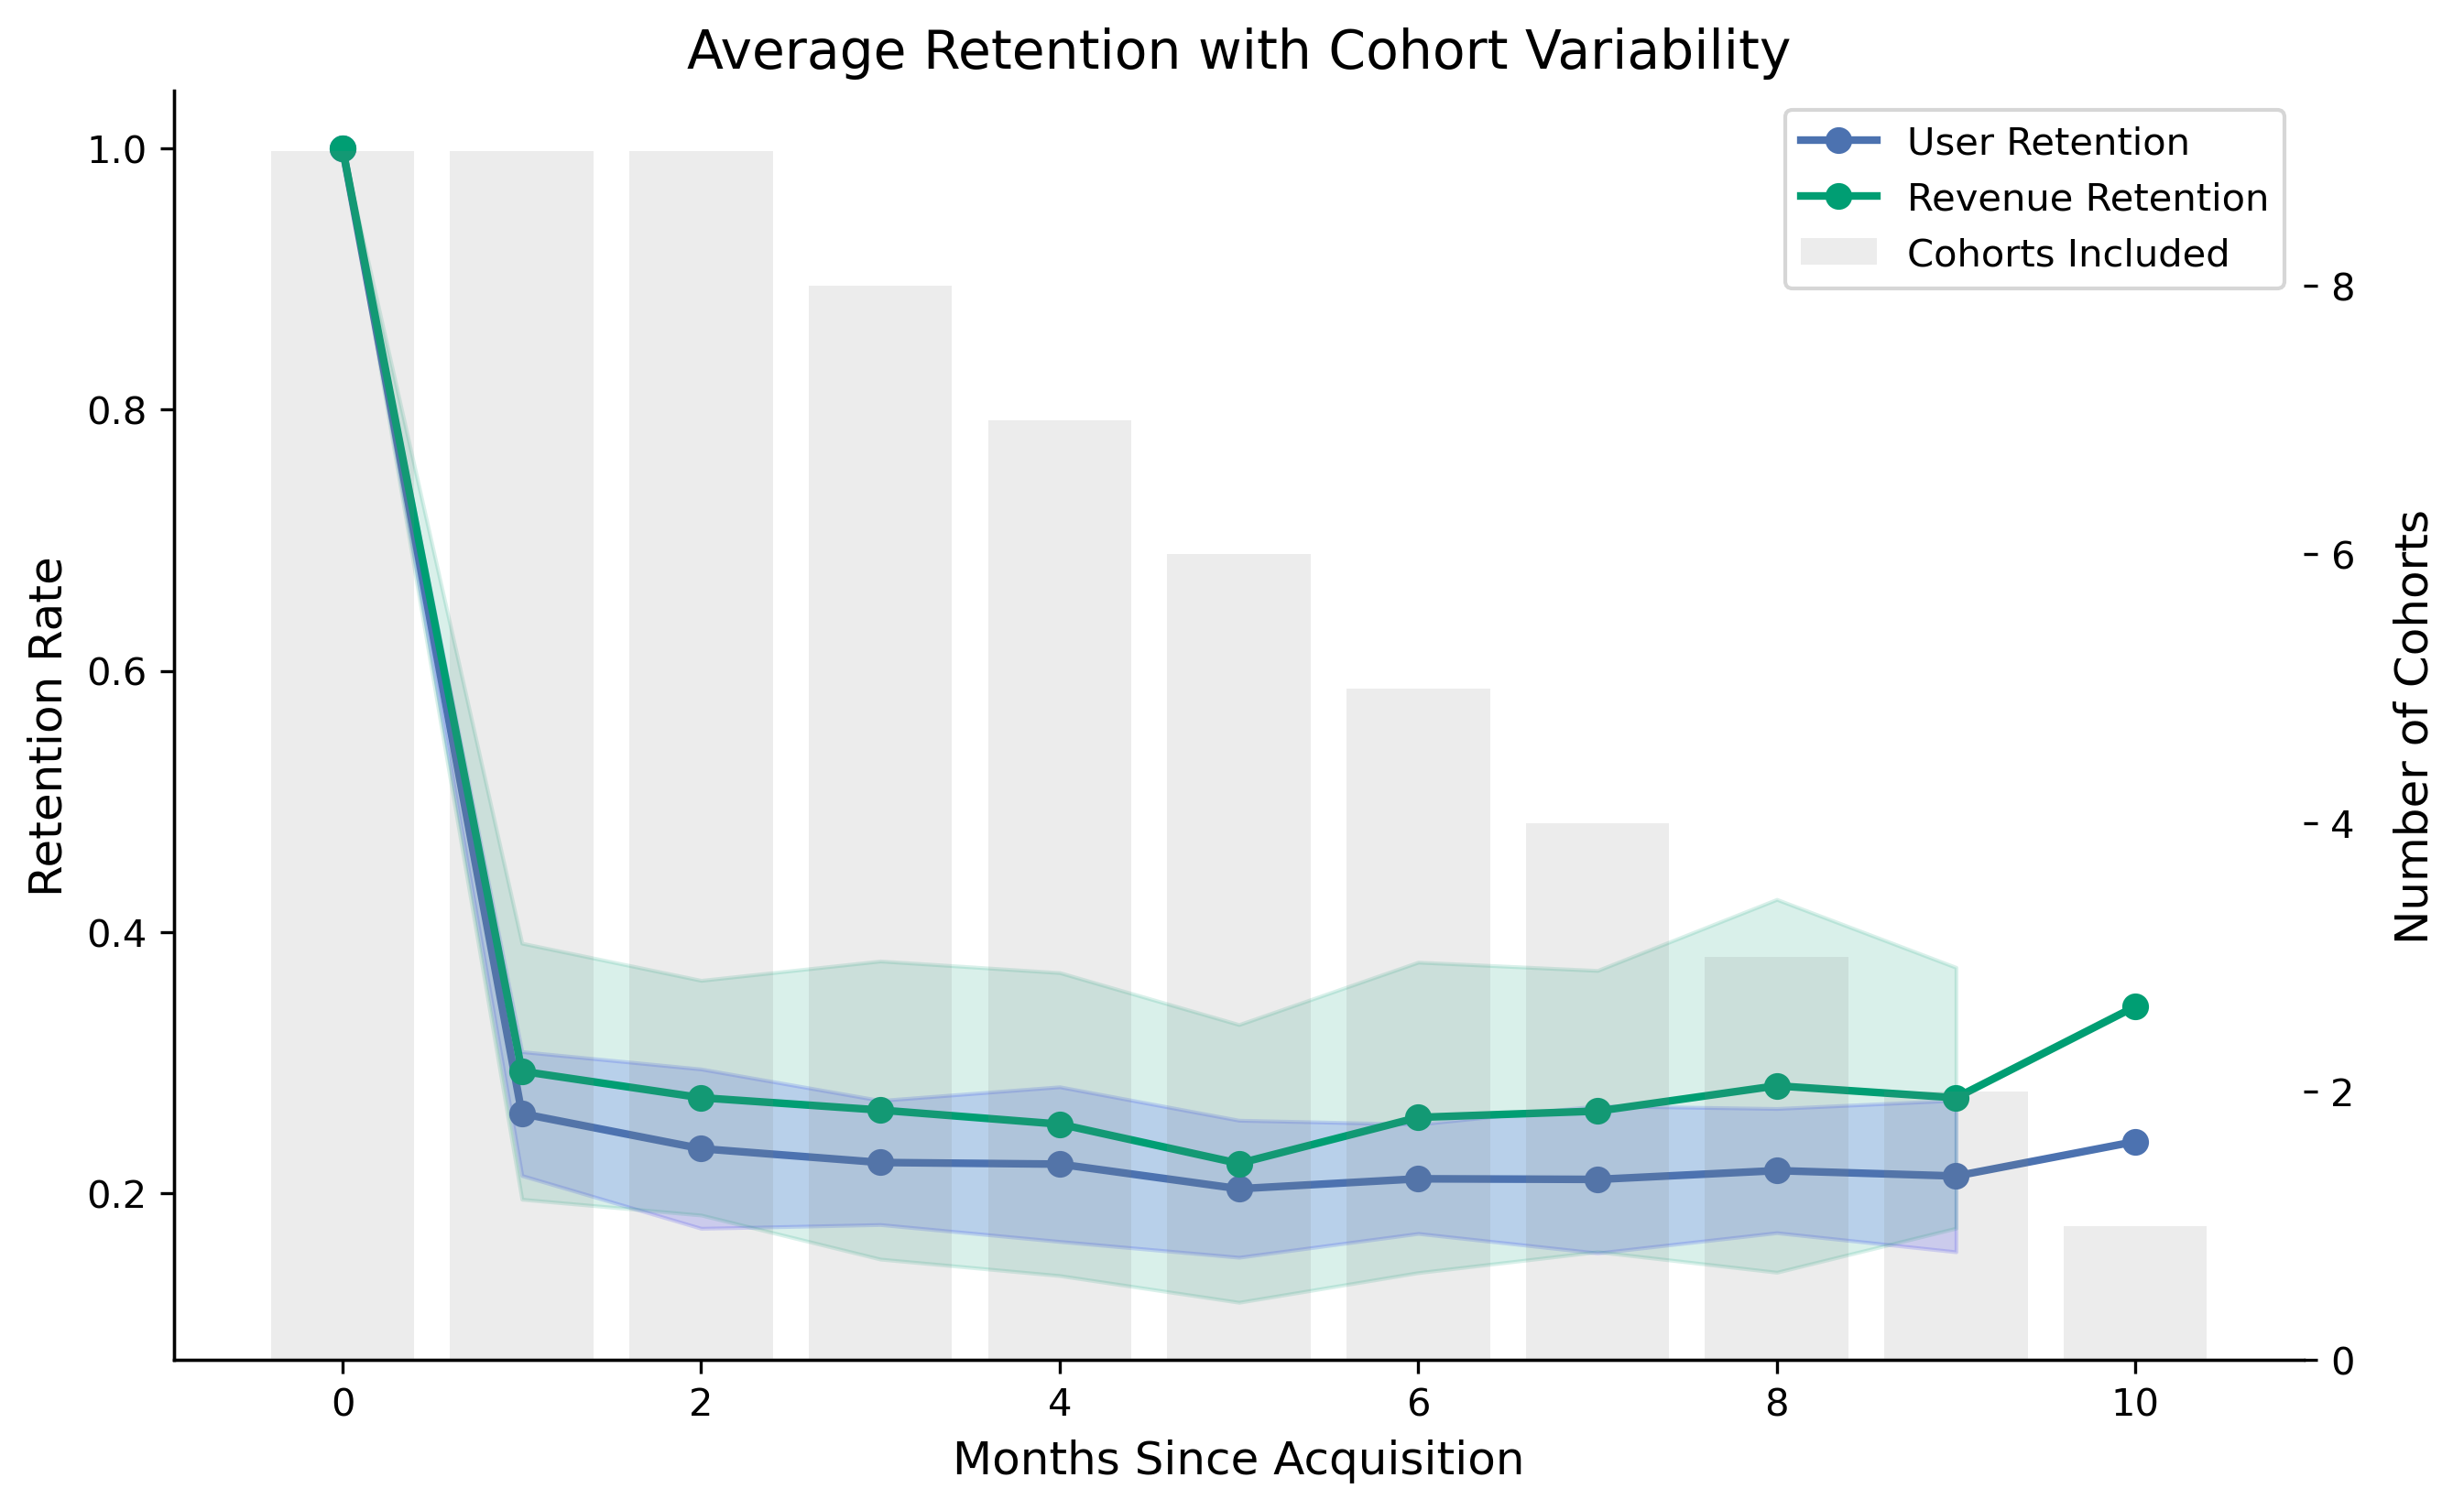 Average Retention with Cohort Variability
User Retention
Revenue Retention
Cohorts Included
Retention Rate
1.0
0.8
0.6
0.4
0.2
Number of Cohorts
8
6
4
2
0
0 2 4 6 8 10
Months Since Acquisition